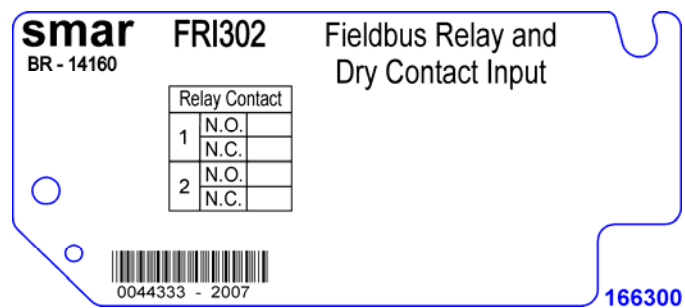 smar
BR - 14160
FRI302
Fieldbus Relay and
Dry Contact Input
Relay Contact
1
N.O.
N.C.
2
N.O.
N.C.
0044333 - 2007
166300